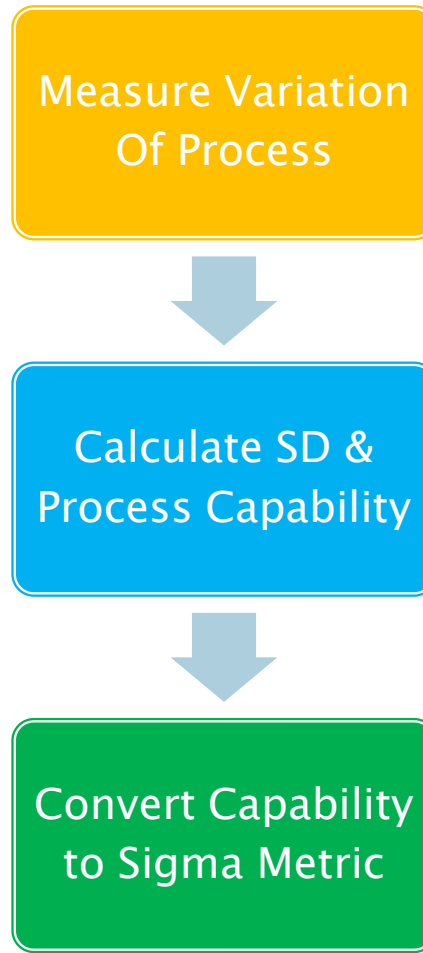 Measure Variation
Of Process
Calculate SD &
Process Capability
Convert Capability
to Sigma Metric